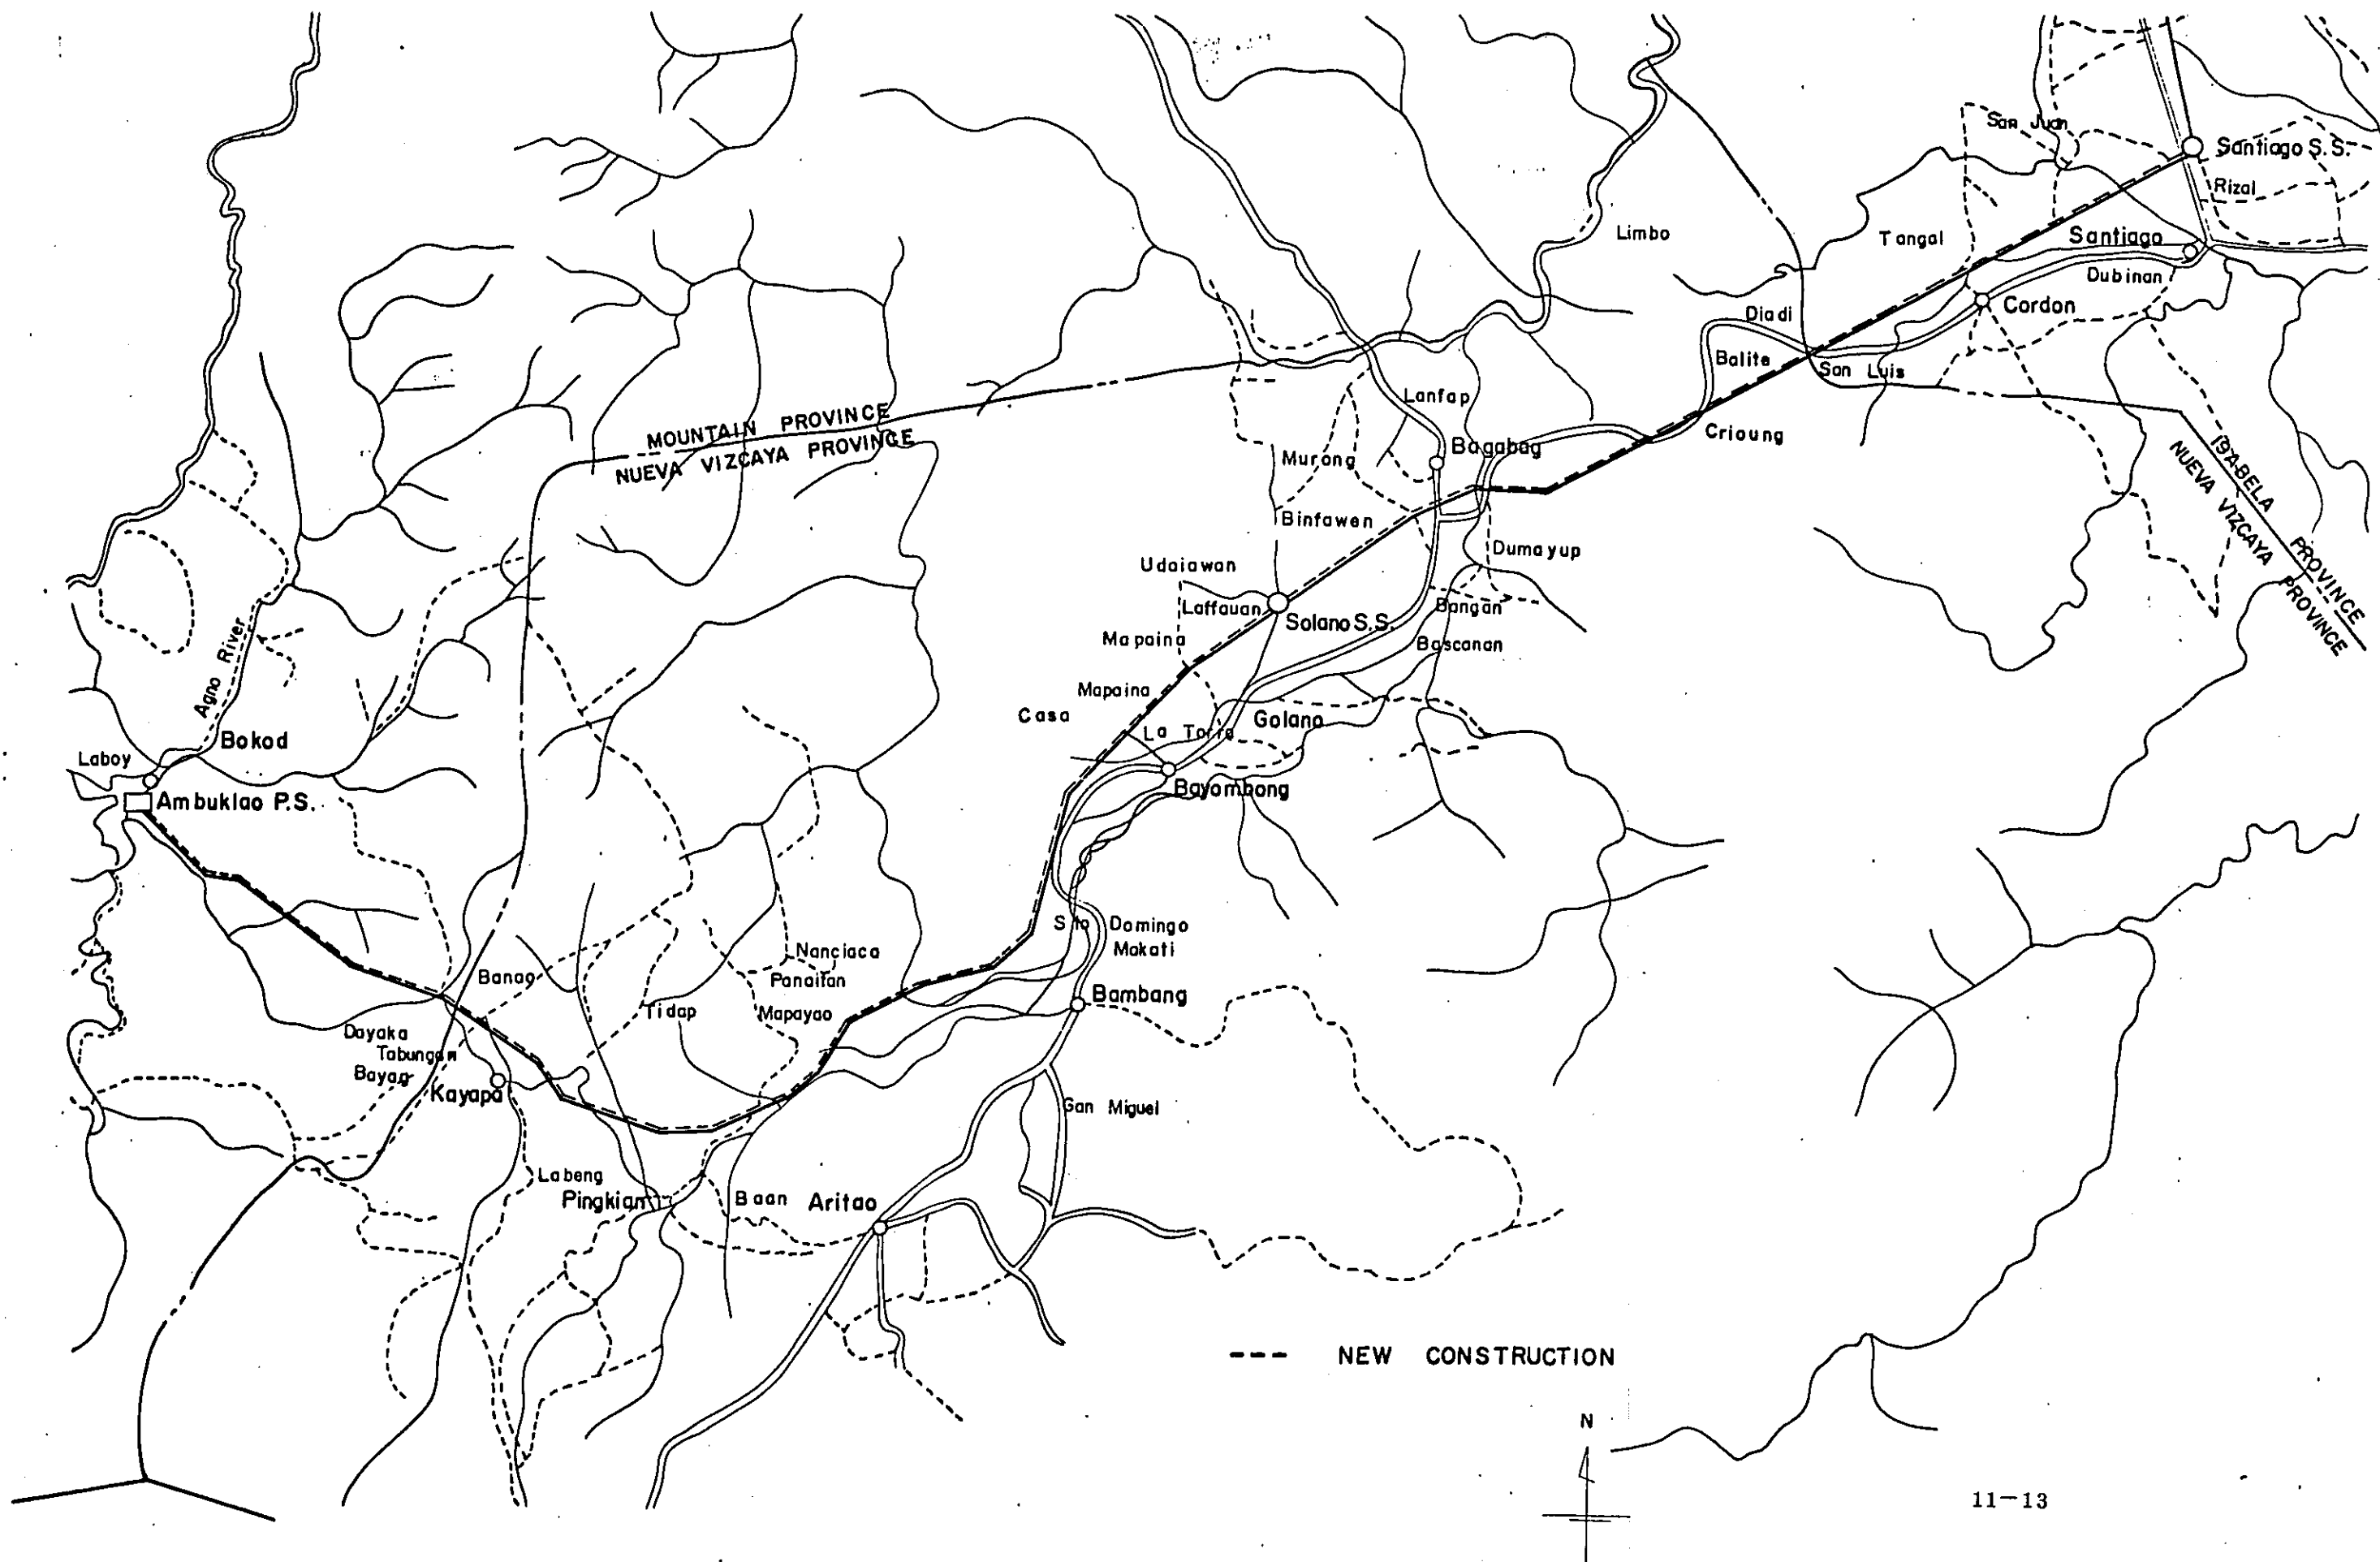 San Juan
Santiago S.S.
Rizal
Limbo
Tangal
Santiago
Dubinan
Cordon
Diadi
Balite
San Luis
Lanfap
MOUNTAIN PROVINCE
NUEVA VIZCAYA PROVINCE
Crioung
Bagabag
Murong
ISABELA PROVINCE
NUEVA VIZCAYA PROVINCE
Binfawen
Dumayup
Udaiawan
Laffauan
Bangan
Solano S.S.
Mapaina
Bascanan
Agno River
Mapaina
Casa
Golano
La Torre
Bokod
Laboy
Bayombong
Ambuklao P.S.
Sto Domingo
Makati
Nanciaca
Banao
Panaitan
Bambang
Tidap
Mapayao
Dayaka
Tabungan
Bayag
Kayapa
San Miguel
Labeng
Pingkian
Baan
Aritao
--- NEW CONSTRUCTION
N
11-13